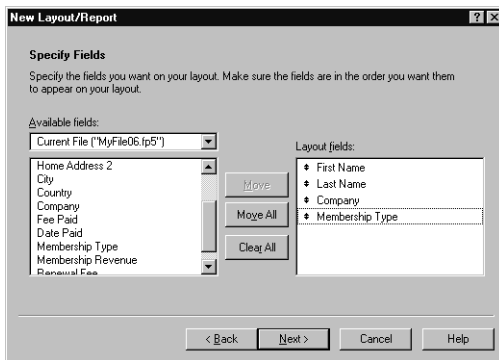 New Layout/Report
Specify Fields
Specify the fields you want on your layout. Make sure the fields are in the order you want them
to appear on your layout.
Available fields:
Current File ("MyFile06.fp5")
Home Address 2
City
Country
Company
Fee Paid
Date Paid
Membership Type
Membership Revenue
Renewal Fee
Move
Move All
Clear All
Layout fields:
First Name
Last Name
Company
Membership Type
< Back
Next >
Cancel
Help